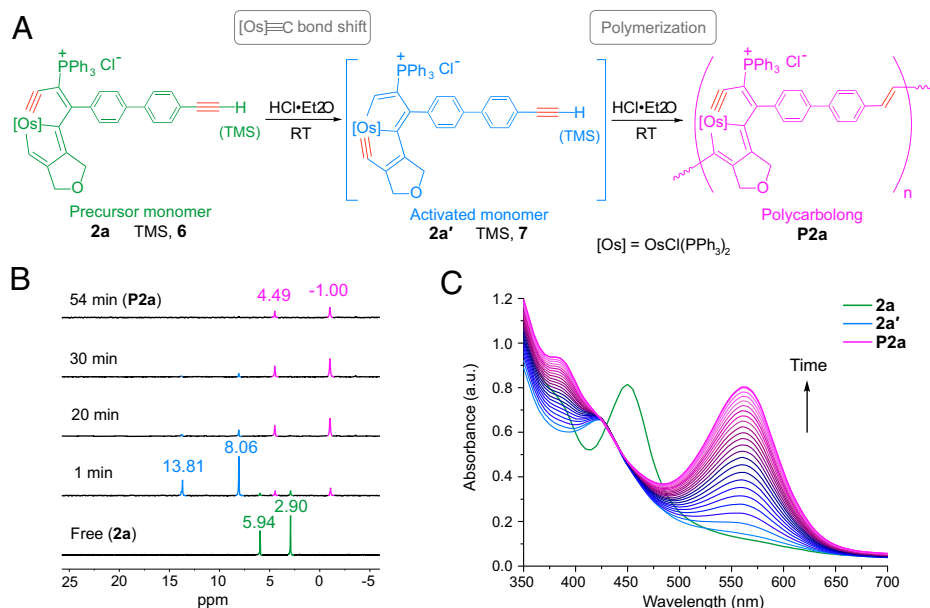 A
[Os]≡C bond shift
Polymerization
+
PPh3 Cl-
[Os]
O
H
(TMS)
HCl•Et2O
RT
+
PPh3 Cl-
[Os]
O
H
(TMS)
HCl•Et2O
RT
+
PPh3 Cl-
[Os]
O
n
Precursor monomer
2a TMS, 6
Activated monomer
2a′ TMS, 7
Polycarbolong
P2a
[Os] = OsCl(PPh3)2
B
54 min (P2a)
4.49
-1.00
30 min
20 min
1 min
13.81
8.06
Free (2a)
5.94
2.90
25 20 15 10 5 0 -5
ppm
C
2a
2a′
P2a
Time
Absorbance (a.u.)
1.2
1.0
0.8
0.6
0.4
0.2
0.0
350 400 450 500 550 600 650 700
Wavelength (nm)